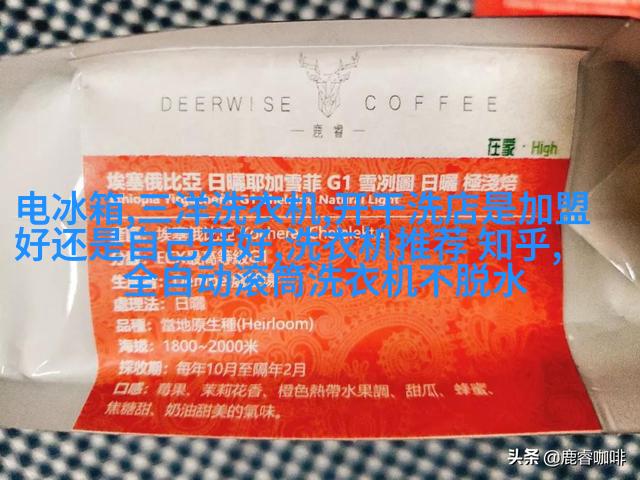 DEERWISE COFFEE
鹿睿
在蒙·High
埃塞俄比亞 日曬耶加雪菲 G1 雪冽圖 日曬 極淺焙
Light
电冰箱,三洋洗衣机,开干洗店是加盟
好还是自己开好,洗衣机推荐 知乎,
全自动滚筒洗衣机不脱水
處理法：日曬
品種：當地原生種(Heirloom)
海拔：1800~2000米
採收期：每年10月至隔年2月
口感：莓果、茉莉花香、橙色熱帶水果調、甜瓜、蜂蜜、
焦糖甜、奶油甜美的氣味。
头条 @鹿睿咖啡